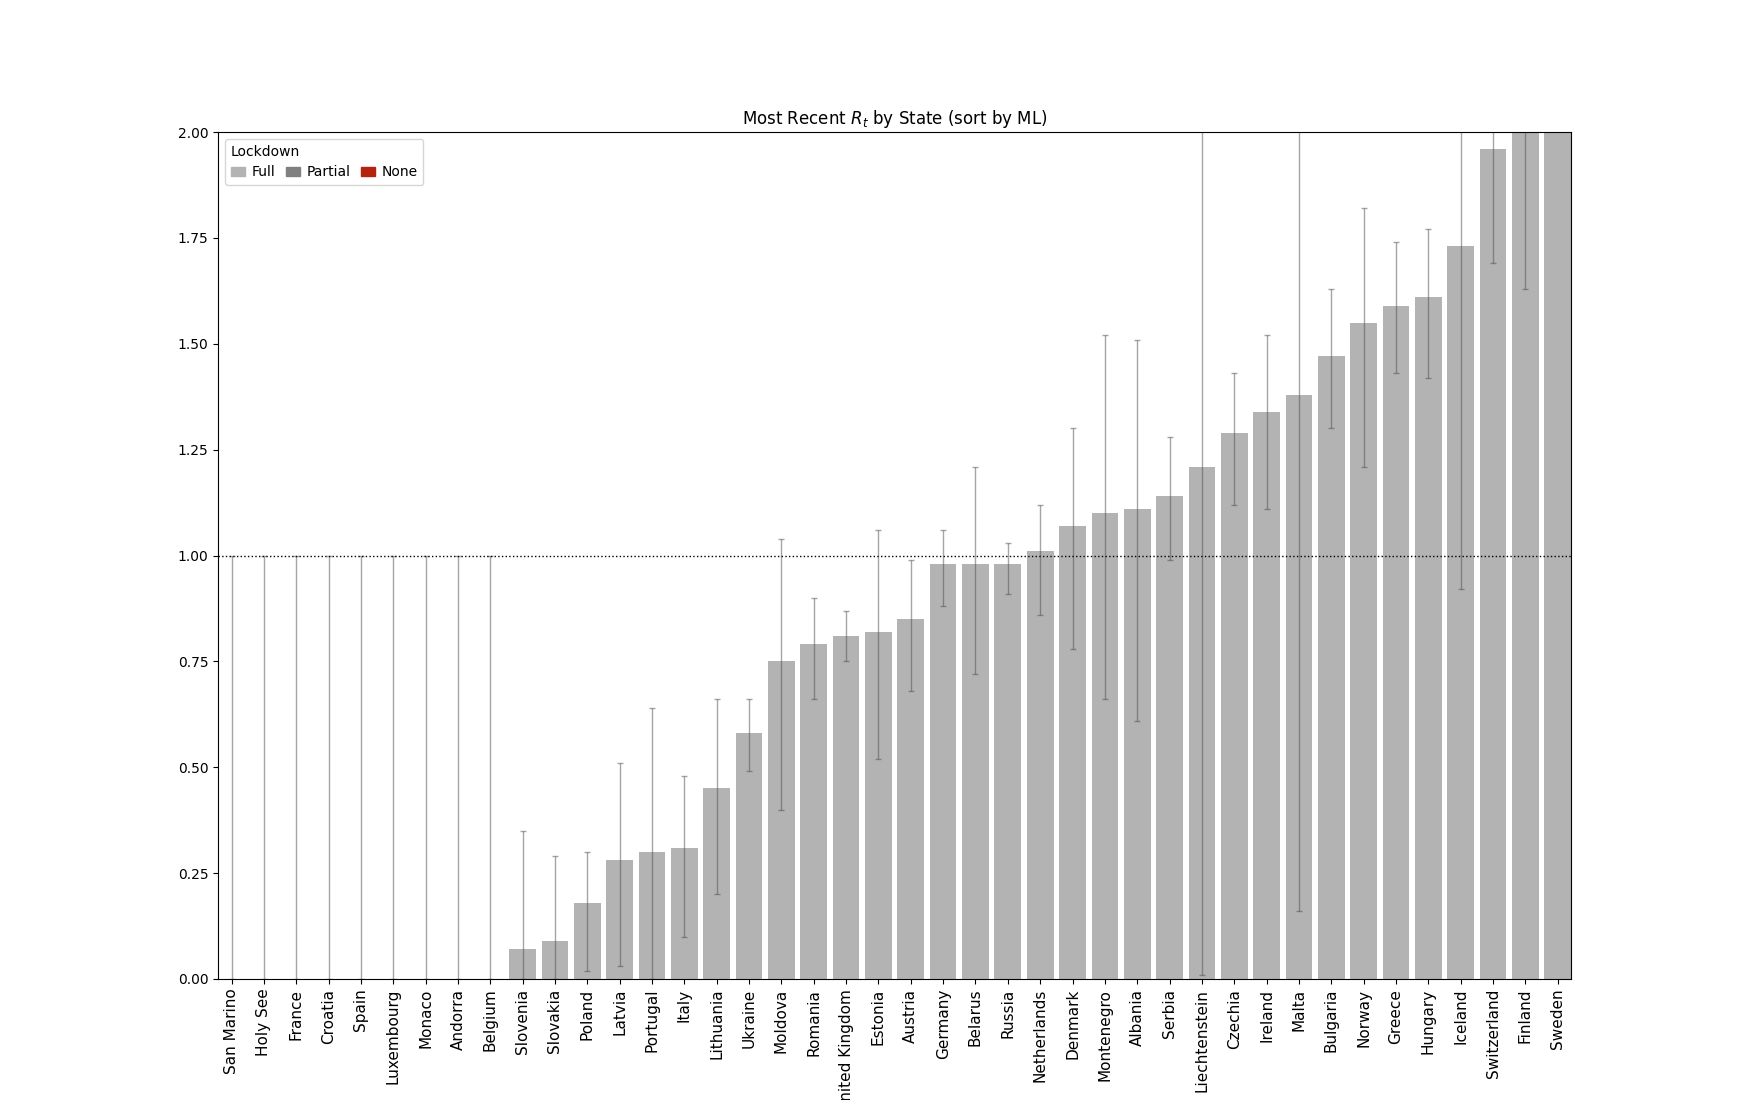 Most Recent R_t by State (sort by ML)
2.00
Lockdown
Full Partial None
1.75
1.50
1.25
1.00
0.75
0.50
0.25
0.00
San Marino
Holy See
France
Croatia
Spain
Luxembourg
Monaco
Andorra
Belgium
Slovenia
Slovakia
Poland
Latvia
Portugal
Italy
Lithuania
Ukraine
Moldova
Romania
nited Kingdom
Estonia
Austria
Germany
Belarus
Russia
Netherlands
Denmark
Montenegro
Albania
Serbia
Liechtenstein
Czechia
Ireland
Malta
Bulgaria
Norway
Greece
Hungary
Iceland
Switzerland
Finland
Sweden